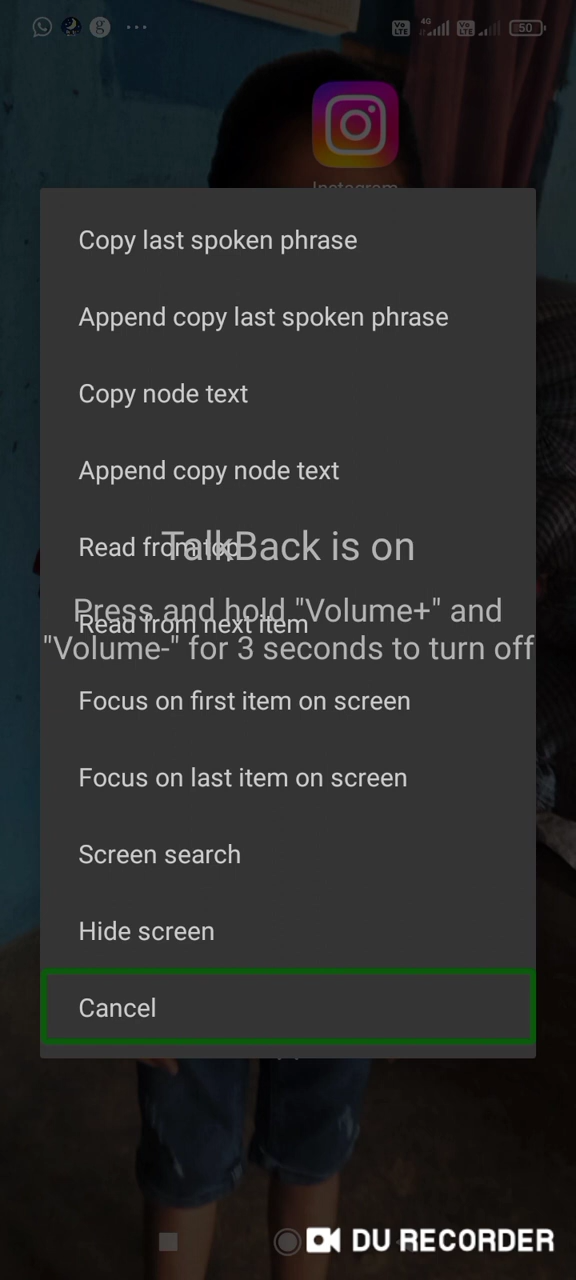 50
Instagram
Copy last spoken phrase
Append copy last spoken phrase
Copy node text
Append copy node text
Read from top
TalkBack is on
Press and hold "Volume+" and
Read from next item
"Volume-" for 3 seconds to turn off
Focus on first item on screen
Focus on last item on screen
Screen search
Hide screen
Cancel
DU RECORDER